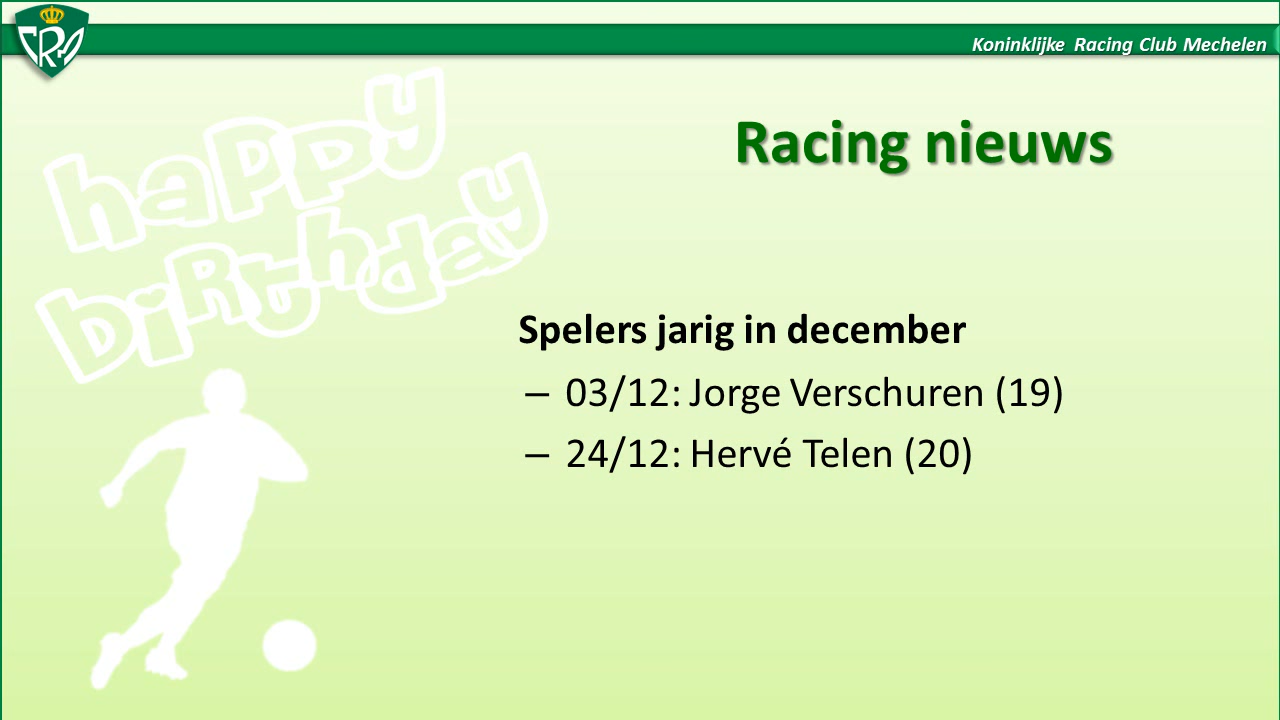 Koninklijke Racing Club Mechelen
happy
biRthday
Racing nieuws
Spelers jarig in december
– 03/12: Jorge Verschuren (19)
– 24/12: Hervé Telen (20)